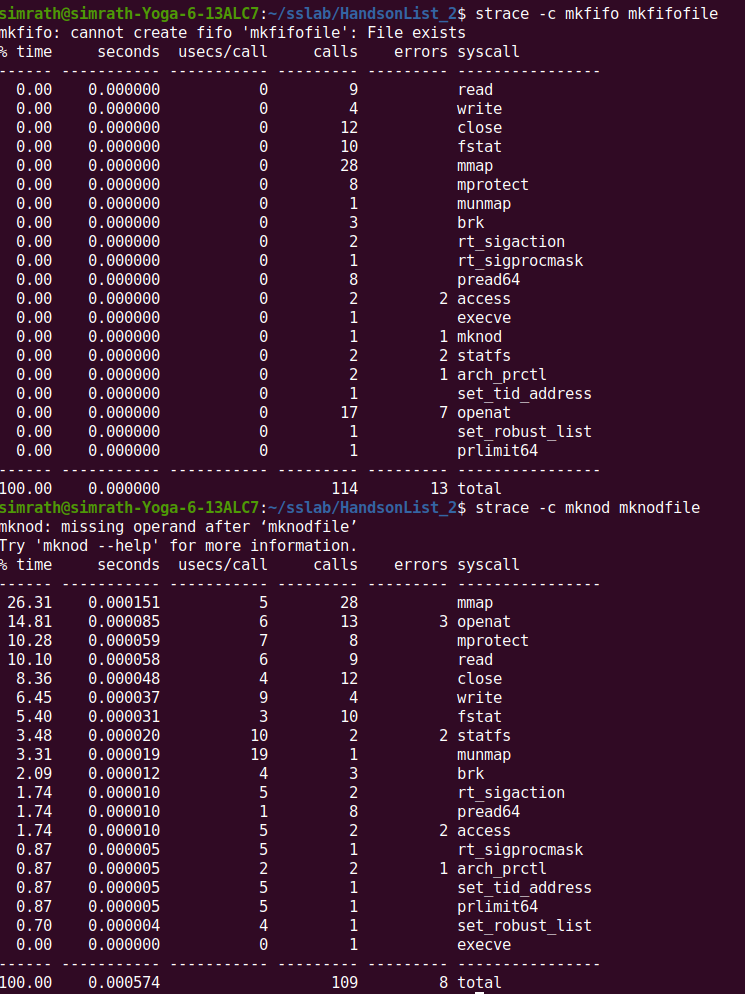 simrath@simrath-Yoga-6-13ALC7:~/sslab/HandsonList_2$ strace -c mkfifo mkfifofile
mkfifo: cannot create fifo 'mkfifofile': File exists
% time     seconds  usecs/call     calls    errors syscall
------ ----------- ----------- --------- --------- ----------------
  0.00    0.000000           0         9           read
  0.00    0.000000           0         4           write
  0.00    0.000000           0        12           close
  0.00    0.000000           0        10           fstat
  0.00    0.000000           0        28           mmap
  0.00    0.000000           0         8           mprotect
  0.00    0.000000           0         1           munmap
  0.00    0.000000           0         3           brk
  0.00    0.000000           0         2           rt_sigaction
  0.00    0.000000           0         1           rt_sigprocmask
  0.00    0.000000           0         8           pread64
  0.00    0.000000           0         2         2 access
  0.00    0.000000           0         1           execve
  0.00    0.000000           0         1         1 mknod
  0.00    0.000000           0         2         2 statfs
  0.00    0.000000           0         2         1 arch_prctl
  0.00    0.000000           0         1           set_tid_address
  0.00    0.000000           0        17         7 openat
  0.00    0.000000           0         1           set_robust_list
  0.00    0.000000           0         1           prlimit64
------ ----------- ----------- --------- --------- ----------------
100.00    0.000000                   114        13 total
simrath@simrath-Yoga-6-13ALC7:~/sslab/HandsonList_2$ strace -c mknod mknodfile
mknod: missing operand after ‘mknodfile’
Try 'mknod --help' for more information.
% time     seconds  usecs/call     calls    errors syscall
------ ----------- ----------- --------- --------- ----------------
 26.31    0.000151           5        28           mmap
 14.81    0.000085           6        13         3 openat
 10.28    0.000059           7         8           mprotect
 10.10    0.000058           6         9           read
  8.36    0.000048           4        12           close
  6.45    0.000037           9         4           write
  5.40    0.000031           3        10           fstat
  3.48    0.000020          10         2         2 statfs
  3.31    0.000019          19         1           munmap
  2.09    0.000012           4         3           brk
  1.74    0.000010           5         2           rt_sigaction
  1.74    0.000010           1         8           pread64
  1.74    0.000010           5         2         2 access
  0.87    0.000005           5         1           rt_sigprocmask
  0.87    0.000005           2         2         1 arch_prctl
  0.87    0.000005           5         1           set_tid_address
  0.87    0.000005           5         1           prlimit64
  0.70    0.000004           4         1           set_robust_list
  0.00    0.000000           0         1           execve
------ ----------- ----------- --------- --------- ----------------
100.00    0.000574                   109         8 total